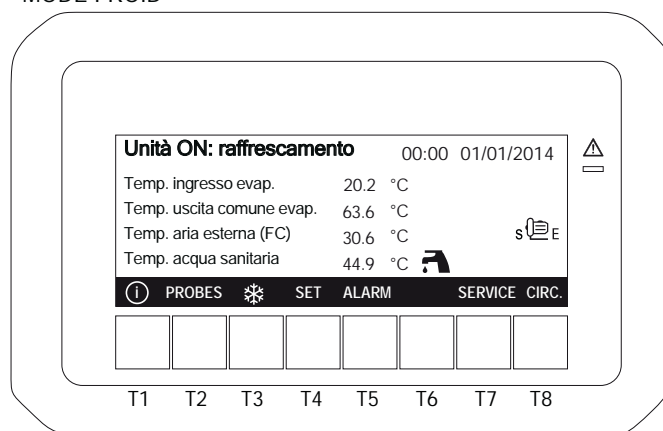 Unità ON: raffrescamento 00:00 01/01/2014
Temp. ingresso evap. 20.2 °C
Temp. uscita comune evap. 63.6 °C
Temp. aria esterna (FC) 30.6 °C S E
Temp. acqua sanitaria 44.9 °C
i PROBES SET ALARM SERVICE CIRC.
T1 T2 T3 T4 T5 T6 T7 T8